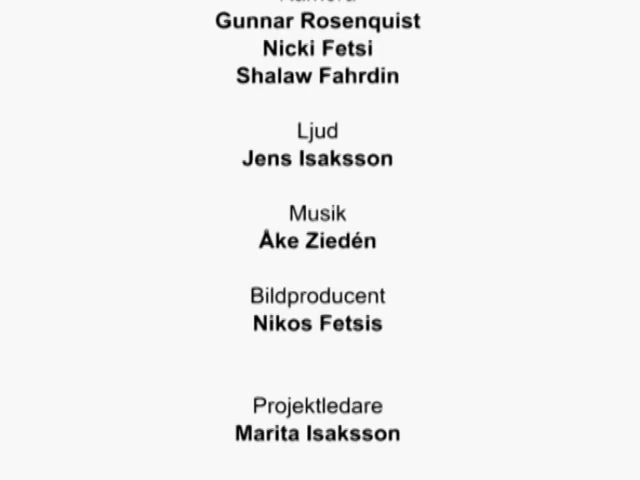 Gunnar Rosenquist
Nicki Fetsi
Shalaw Fahrdin
Ljud
Jens Isaksson
Musik
Åke Ziedén
Bildproducent
Nikos Fetsis
Projektledare
Marita Isaksson